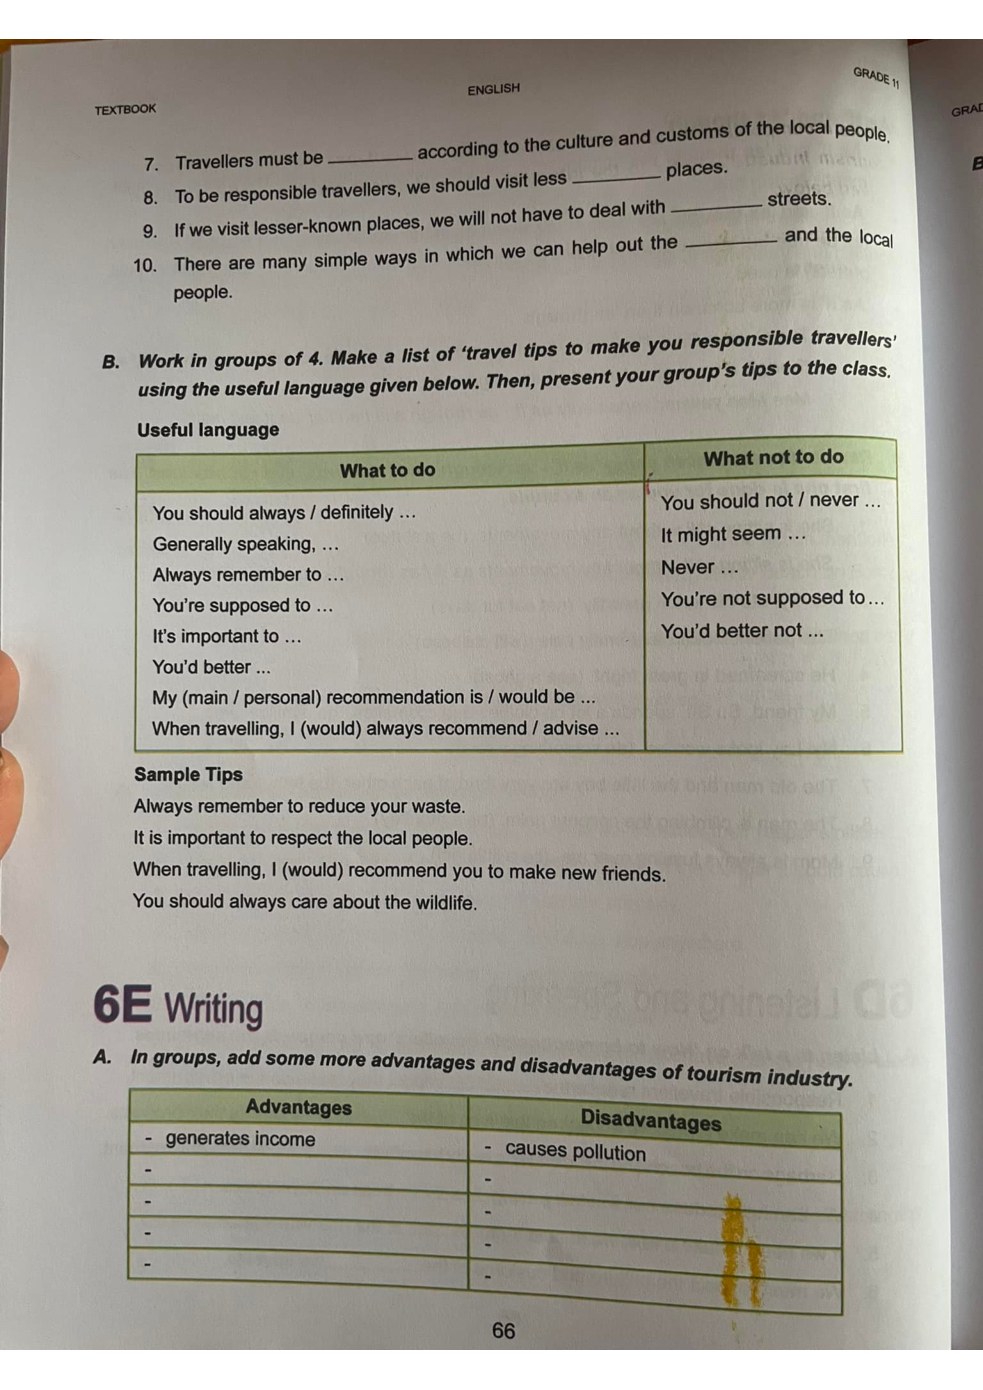 TEXTBOOK ENGLISH GRADE 11
7. Travellers must be ________ according to the culture and customs of the local people.
8. To be responsible travellers, we should visit less ________ places.
9. If we visit lesser-known places, we will not have to deal with ________ streets.
10. There are many simple ways in which we can help out the ________ and the local
people.
B. Work in groups of 4. Make a list of ‘travel tips to make you responsible travellers’
using the useful language given below. Then, present your group's tips to the class.
Useful language
What to do
You should always / definitely ...
Generally speaking, ...
Always remember to ...
You're supposed to ...
It's important to ...
You'd better ...
My (main / personal) recommendation is / would be ...
When travelling, I (would) always recommend / advise ...
What not to do
You should not / never ...
It might seem ...
Never ...
You're not supposed to ...
You'd better not ...
Sample Tips
Always remember to reduce your waste.
It is important to respect the local people.
When travelling, I (would) recommend you to make new friends.
You should always care about the wildlife.
6E Writing
A. In groups, add some more advantages and disadvantages of tourism industry.
Advantages
- generates income
-
-
-
-
Disadvantages
- causes pollution
-
-
-
-
66